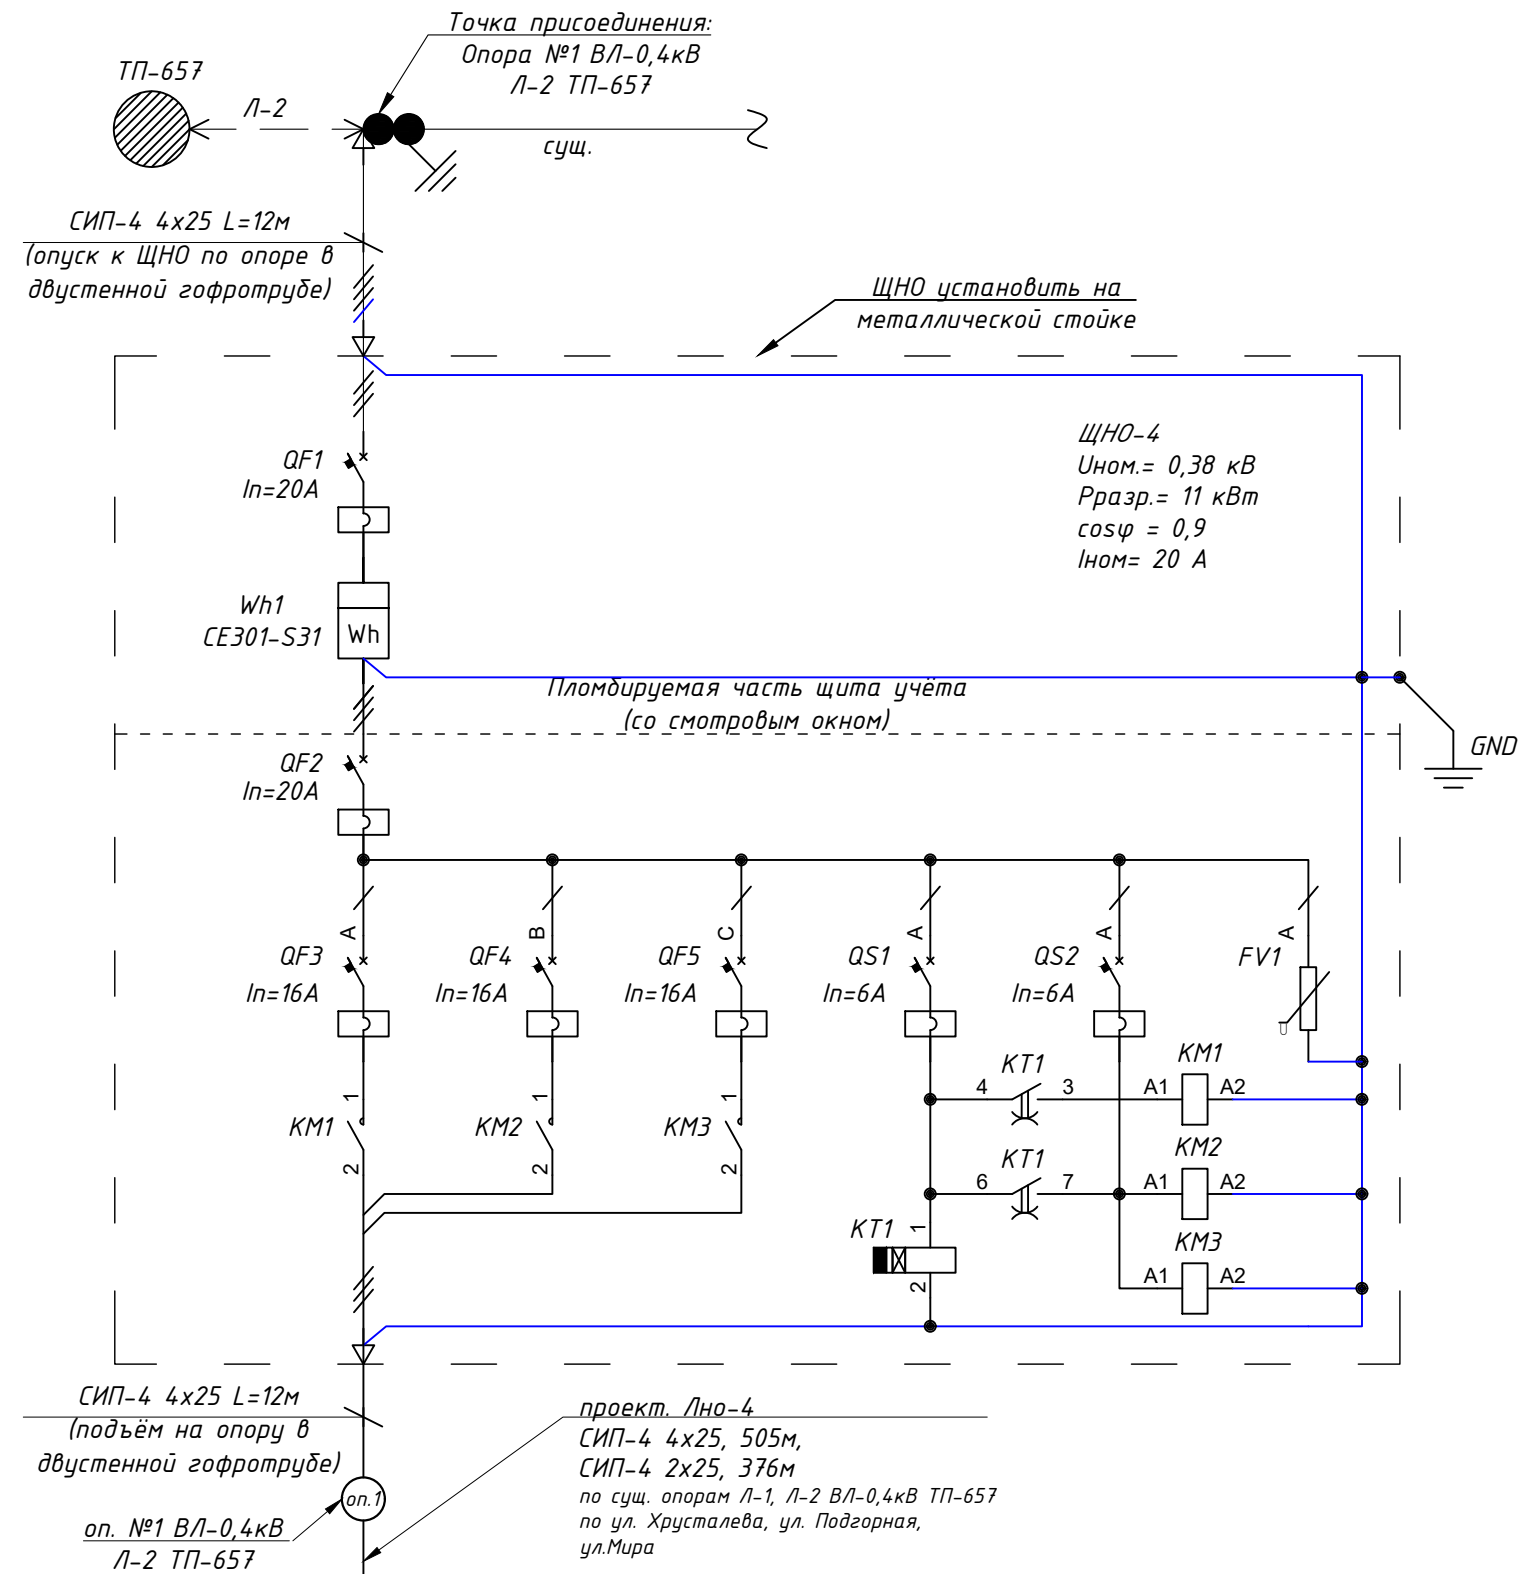 Точка присоединения:
Опора №1 ВЛ-0,4кВ
Л-2 ТП-657
ТП-657
Л-2
сущ.
СИП-4 4х25 L=12м
(опуск к ЩНО по опоре в
двустенной гофротрубе)
ЩНО установить на
металлической стойке
ЩНО-4
Uном.= 0,38 кВ
Рразр.= 11 кВт
cosφ = 0,9
Iном= 20 А
QF1
In=20A
Wh1
CE301-S31
Wh
Пломбируемая часть щита учёта
(со смотровым окном)
GND
QF2
In=20A
A
B
C
A
A
A
QF3
In=16A
QF4
In=16A
QF5
In=16A
QS1
In=6A
QS2
In=6A
FV1
KT1
4
3
KM1
A1
A2
1
KM1
2
1
KM2
2
1
KM3
2
KT1
6
7
KM2
A1
A2
KT1
1
2
KM3
A1
A2
СИП-4 4х25 L=12м
(подъём на опору в
двустенной гофротрубе)
оп.1
оп. №1 ВЛ-0,4кВ
Л-2 ТП-657
проект. Лно-4
СИП-4 4х25, 505м,
СИП-4 2х25, 376м
по сущ. опорам Л-1, Л-2 ВЛ-0,4кВ ТП-657
по ул. Хрусталева, ул. Подгорная,
ул.Мира